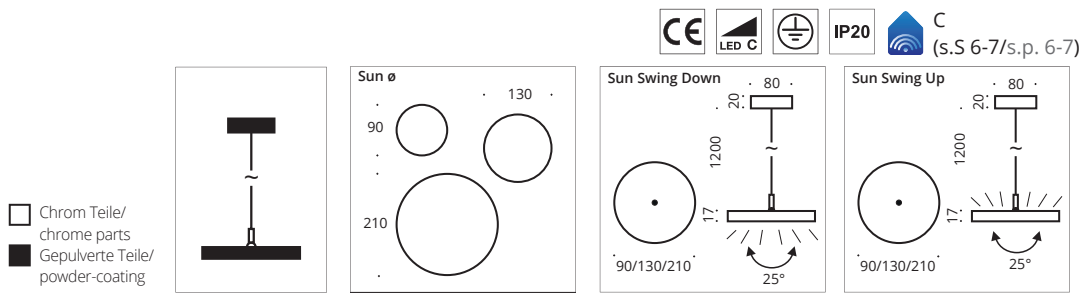 CE
LED C
IP20
C
(s.S 6-7/s.p. 6-7)
Chrom Teile/
chrome parts
Gepulverte Teile/
powder-coating
~
Sun ø
130
90
210
Sun Swing Down
80
20
1200
~
17
90/130/210
25°
Sun Swing Up
80
20
1200
~
17
90/130/210
25°